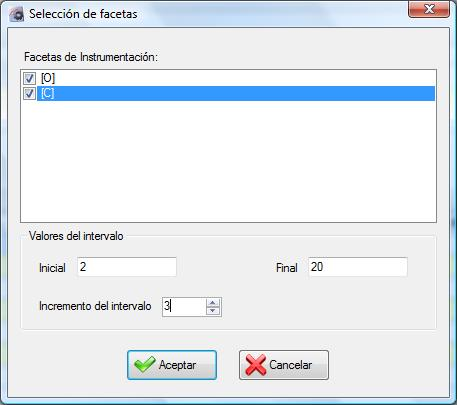 Selección de facetas
Facetas de Instrumentación:
[O]
[C]
Valores del intervalo
Inicial 2 Final 20
Incremento del intervalo 3
Aceptar Cancelar